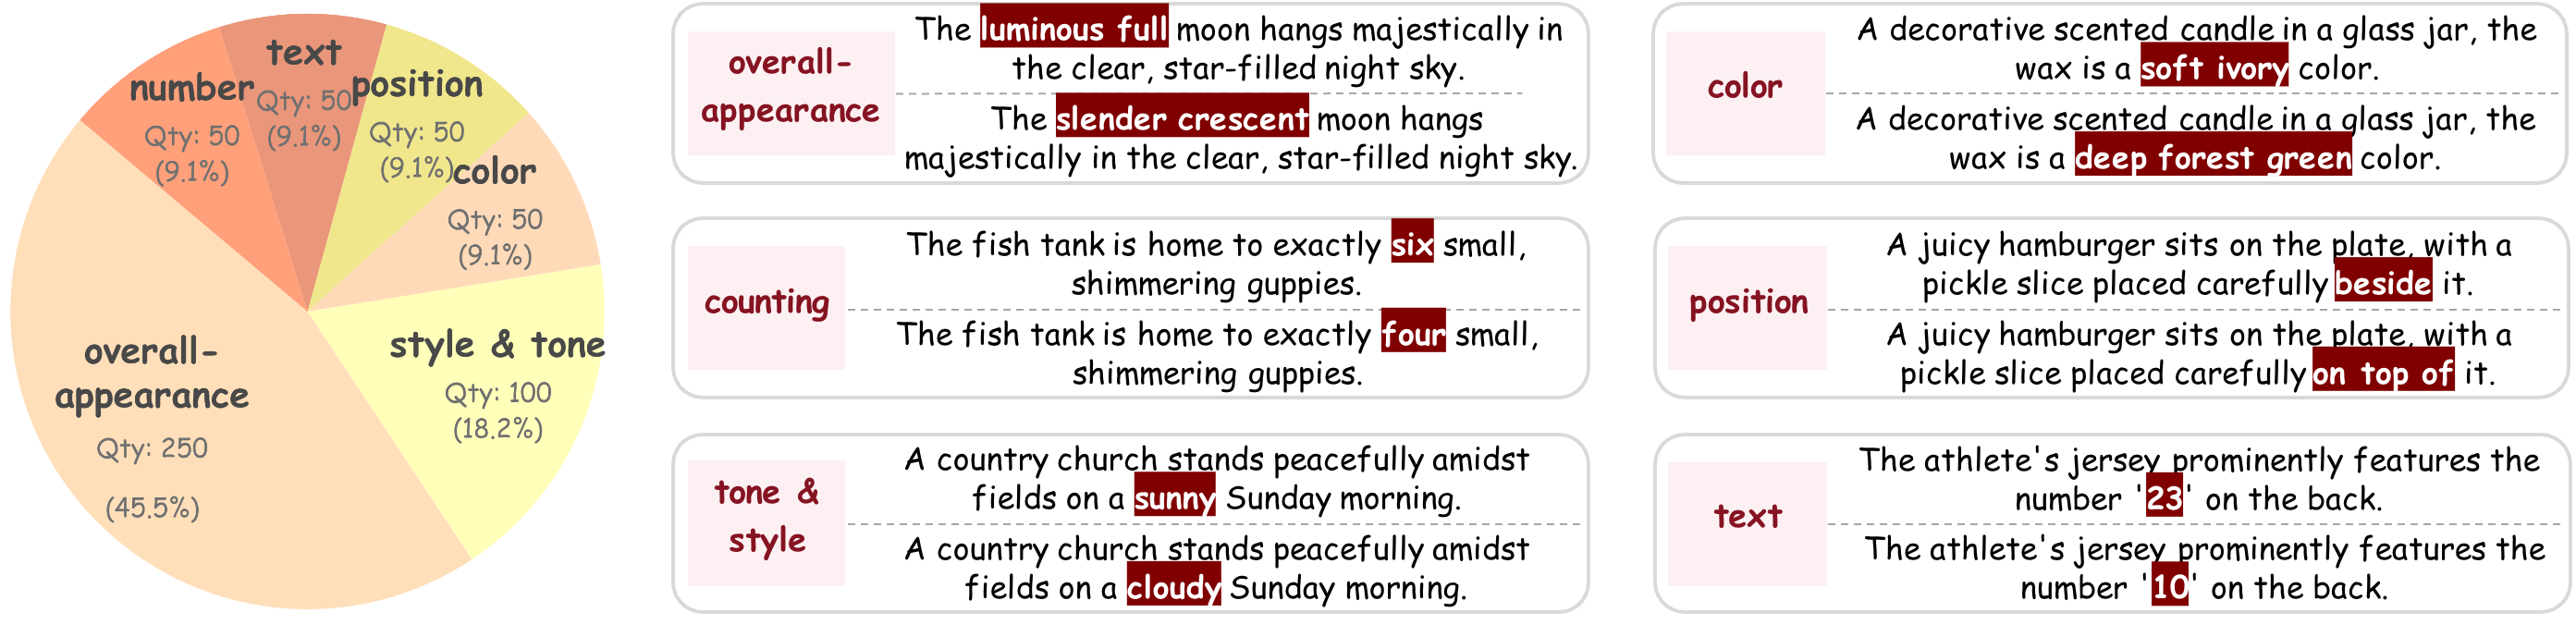 text
Qty: 50
(9.1%)
number
Qty: 50
(9.1%)
position
Qty: 50
(9.1%)
color
Qty: 50
(9.1%)
style & tone
Qty: 100
(18.2%)
overall-
appearance
Qty: 250
(45.5%)
overall-
appearance
The luminous full moon hangs majestically in
the clear, star-filled night sky.
The slender crescent moon hangs
majestically in the clear, star-filled night sky.
color
A decorative scented candle in a glass jar, the
wax is a soft ivory color.
A decorative scented candle in a glass jar, the
wax is a deep forest green color.
counting
The fish tank is home to exactly six small,
shimmering guppies.
The fish tank is home to exactly four small,
shimmering guppies.
position
A juicy hamburger sits on the plate, with a
pickle slice placed carefully beside it.
A juicy hamburger sits on the plate, with a
pickle slice placed carefully on top of it.
tone &
style
A country church stands peacefully amidst
fields on a sunny Sunday morning.
A country church stands peacefully amidst
fields on a cloudy Sunday morning.
text
The athlete's jersey prominently features the
number '23' on the back.
The athlete's jersey prominently features the
number '10' on the back.